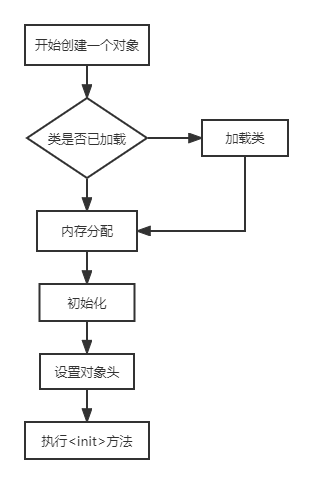 开始创建一个对象
类是否已加载
加载类
内存分配
初始化
设置对象头
执行<init>方法